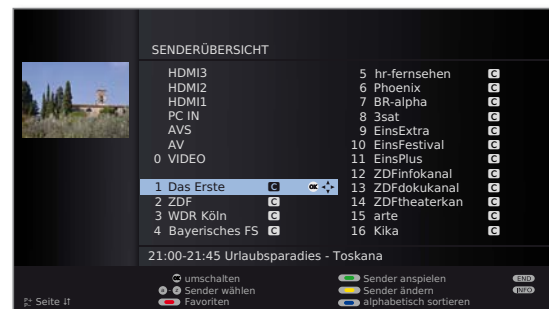 SENDERÜBERSICHT
HDMI3
HDMI2
HDMI1
PC IN
AVS
AV
0 VIDEO
1 Das Erste C OK
2 ZDF C
3 WDR Köln C
4 Bayerisches FS C
5 hr-fernsehen C
6 Phoenix C
7 BR-alpha C
8 3sat C
9 EinsExtra C
10 EinsFestival C
11 EinsPlus C
12 ZDFinfokanal C
13 ZDFdokukanal C
14 ZDFtheaterkan C
15 arte C
16 Kika C
21:00-21:45 Urlaubsparadies - Toskana
OK umschalten
Sender wählen
Favoriten
Sender anspielen
Sender ändern
alphabetisch sortieren
END
INFO
P+ Seite